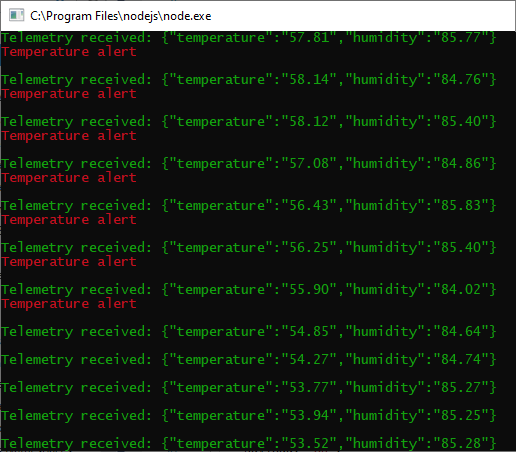 C:\Program Files\nodejs\node.exe
Telemetry received: {"temperature":"57.81","humidity":"85.77"}
Temperature alert
Telemetry received: {"temperature":"58.14","humidity":"84.76"}
Temperature alert
Telemetry received: {"temperature":"58.12","humidity":"85.40"}
Temperature alert
Telemetry received: {"temperature":"57.08","humidity":"84.86"}
Temperature alert
Telemetry received: {"temperature":"56.43","humidity":"85.83"}
Temperature alert
Telemetry received: {"temperature":"56.25","humidity":"85.40"}
Temperature alert
Telemetry received: {"temperature":"55.90","humidity":"84.02"}
Temperature alert
Telemetry received: {"temperature":"54.85","humidity":"84.64"}
Telemetry received: {"temperature":"54.27","humidity":"84.74"}
Telemetry received: {"temperature":"53.77","humidity":"85.27"}
Telemetry received: {"temperature":"53.94","humidity":"85.25"}
Telemetry received: {"temperature":"53.52","humidity":"85.28"}